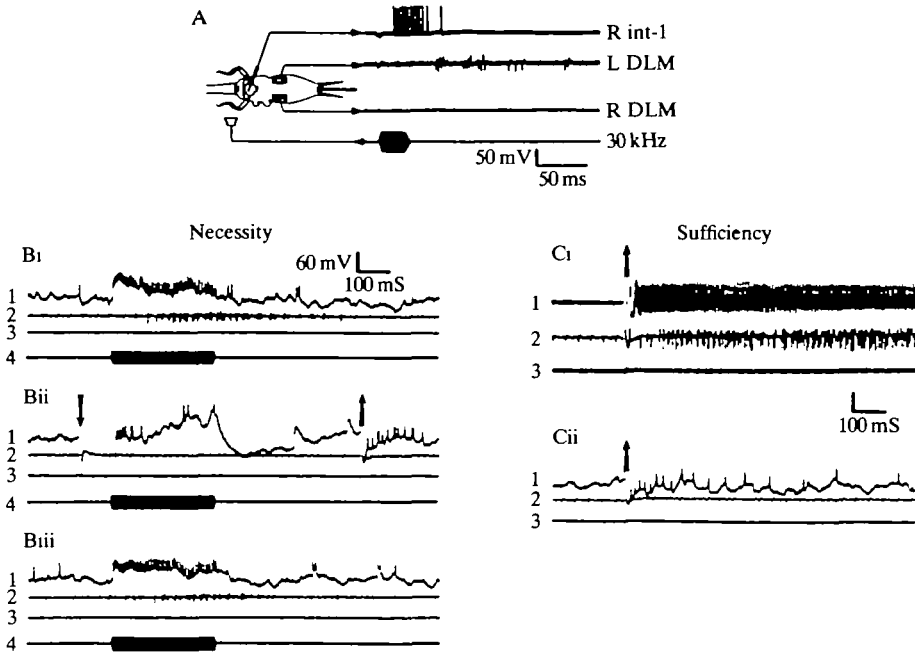 A
R int-1
L DLM
R DLM
30 kHz
50 mV
50 ms
Necessity
Bi
60 mV
100 mS
1
2
3
4
Bii
1
2
3
4
Biii
1
2
3
4
Sufficiency
Ci
1
2
3
100 mS
Cii
1
2
3